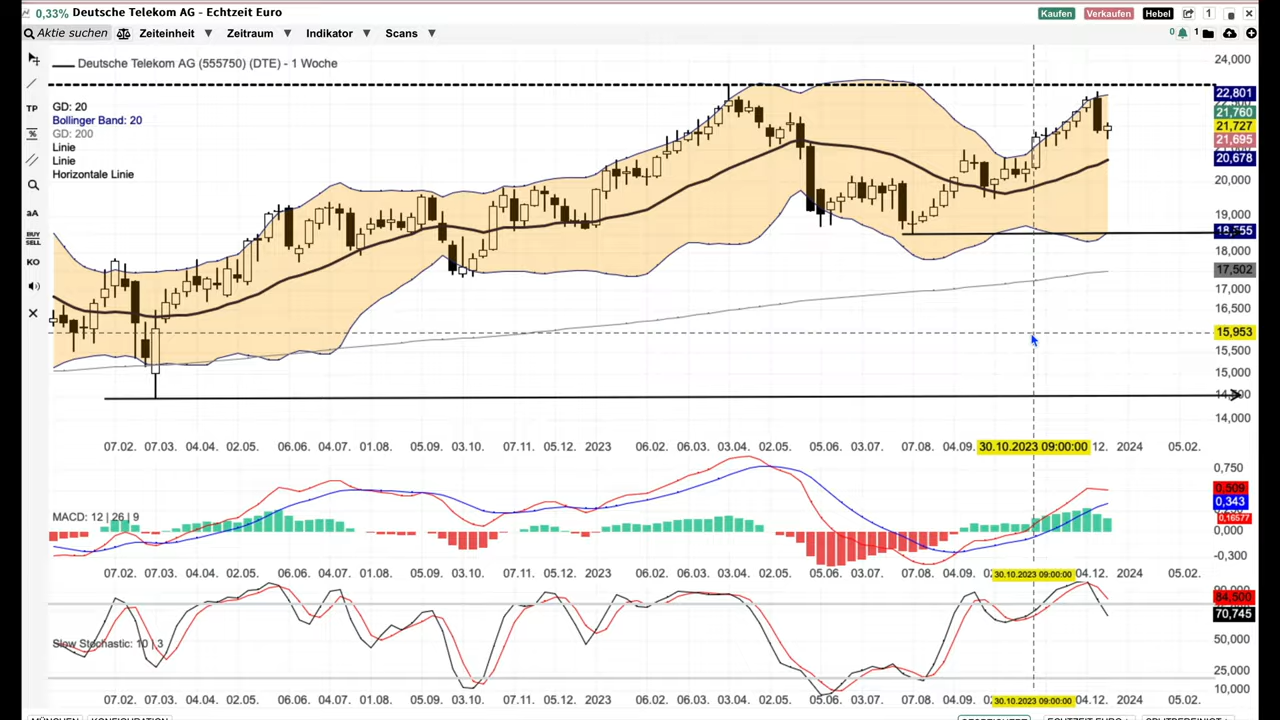 0,33% Deutsche Telekom AG - Echtzeit Euro
Kaufen Verkaufen Hebel 1
Aktie suchen Zeiteinheit Zeitraum Indikator Scans 0 1
Deutsche Telekom AG (555750) (DTE) - 1 Woche
TP
%
aA
BUY
SELL
KO
GD: 20
Bollinger Band: 20
GD: 200
Linie
Linie
Horizontale Linie
24,000
22,801
21,760
21,727
21,695
20,678
20,000
19,000
18,555
18,000
17,502
17,000
16,500
15,953
15,500
15,000
14,000
07.02. 07.03. 04.04. 02.05. 06.06. 04.07. 01.08. 05.09. 03.10. 07.11. 05.12. 2023 06.02. 06.03. 03.04. 02.05. 05.06. 03.07. 07.08. 04.09. 30.10.2023 09:00:00 12. 2024 05.02.
0,750
0,509
0,343
0,16577
0,000
-0,300
MACD: 12 | 26 | 9
07.02. 07.03. 04.04. 02.05. 06.06. 04.07. 01.08. 05.09. 03.10. 07.11. 05.12. 2023 06.02. 06.03. 03.04. 02.05. 05.06. 03.07. 07.08. 04.09. 30.10.2023 09:00:00 04.12. 2024 05.02.
84,500
70,745
50,000
25,000
10,000
Slow Stochastic: 10 | 3
07.02. 07.03. 04.04. 02.05. 06.06. 04.07. 01.08. 05.09. 03.10. 07.11. 05.12. 2023 06.02. 06.03. 03.04. 02.05. 05.06. 03.07. 07.08. 04.09. 30.10.2023 09:00:00 04.12. 2024 05.02.